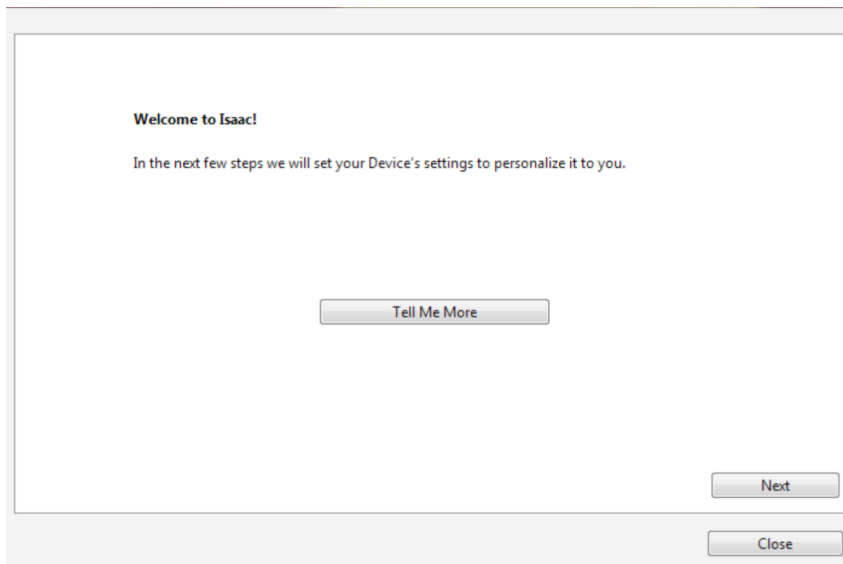 Welcome to Isaac!
In the next few steps we will set your Device's settings to personalize it to you.
Tell Me More
Next
Close